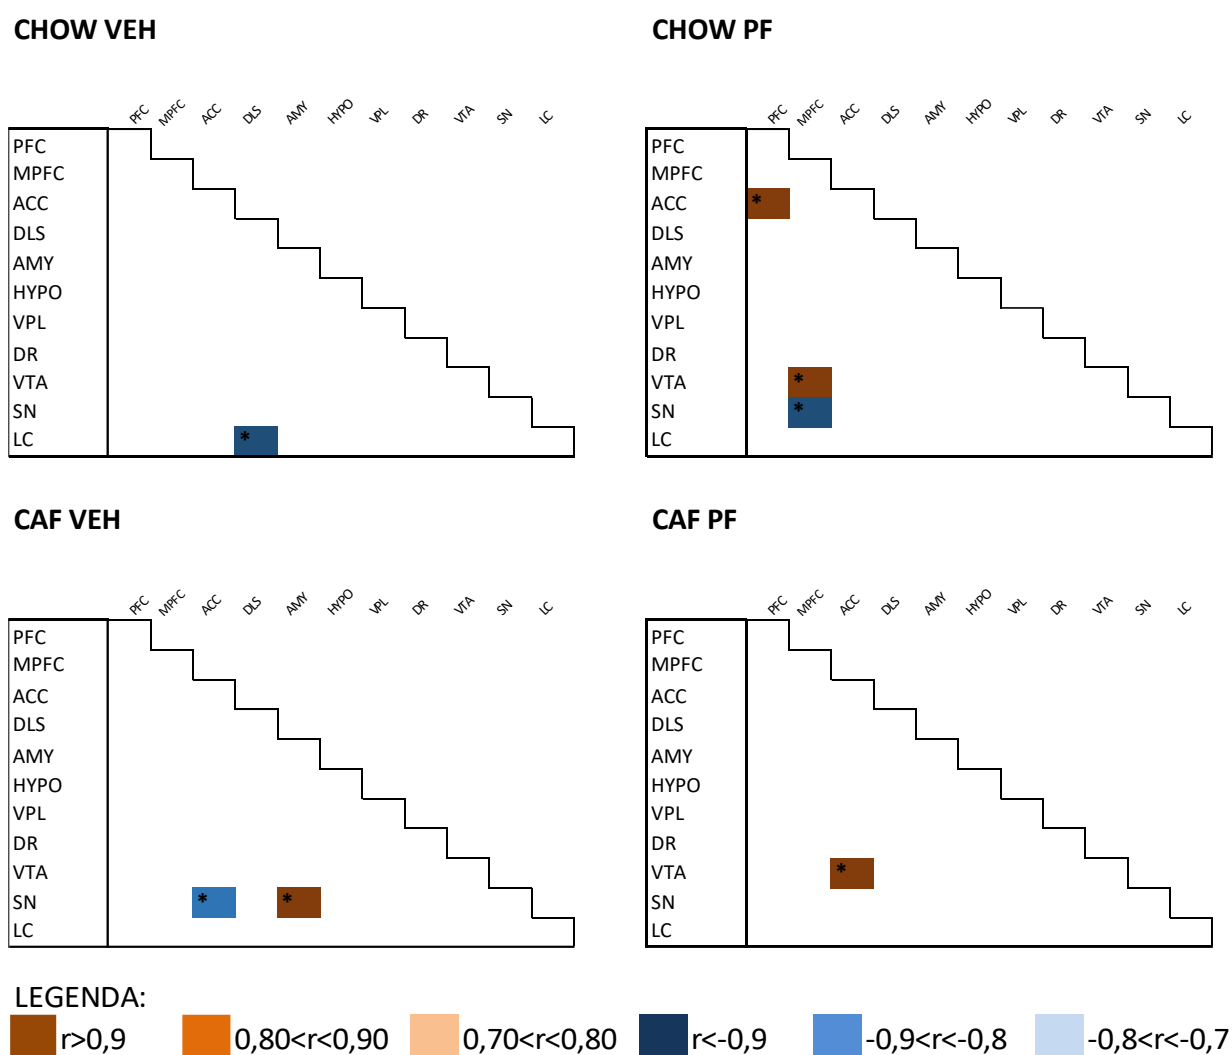 CHOW VEH
PFC MPFC ACC DLS AMY HYPO VPL DR VTA SN LC
PFC
MPFC
ACC
DLS
AMY
HYPO
VPL
DR
VTA
SN
LC *
CHOW PF
PFC MPFC ACC DLS AMY HYPO VPL DR VTA SN LC
PFC
MPFC
ACC *
DLS
AMY
HYPO
VPL
DR
VTA *
SN *
LC
CAF VEH
PFC MPFC ACC DLS AMY HYPO VPL DR VTA SN LC
PFC
MPFC
ACC
DLS
AMY
HYPO
VPL
DR
VTA
SN * *
LC
CAF PF
PFC MPFC ACC DLS AMY HYPO VPL DR VTA SN LC
PFC
MPFC
ACC
DLS
AMY
HYPO
VPL
DR
VTA *
SN
LC
LEGENDA:
r>0,9 0,80<r<0,90 0,70<r<0,80 r<-0,9 -0,9<r<-0,8 -0,8<r<-0,7